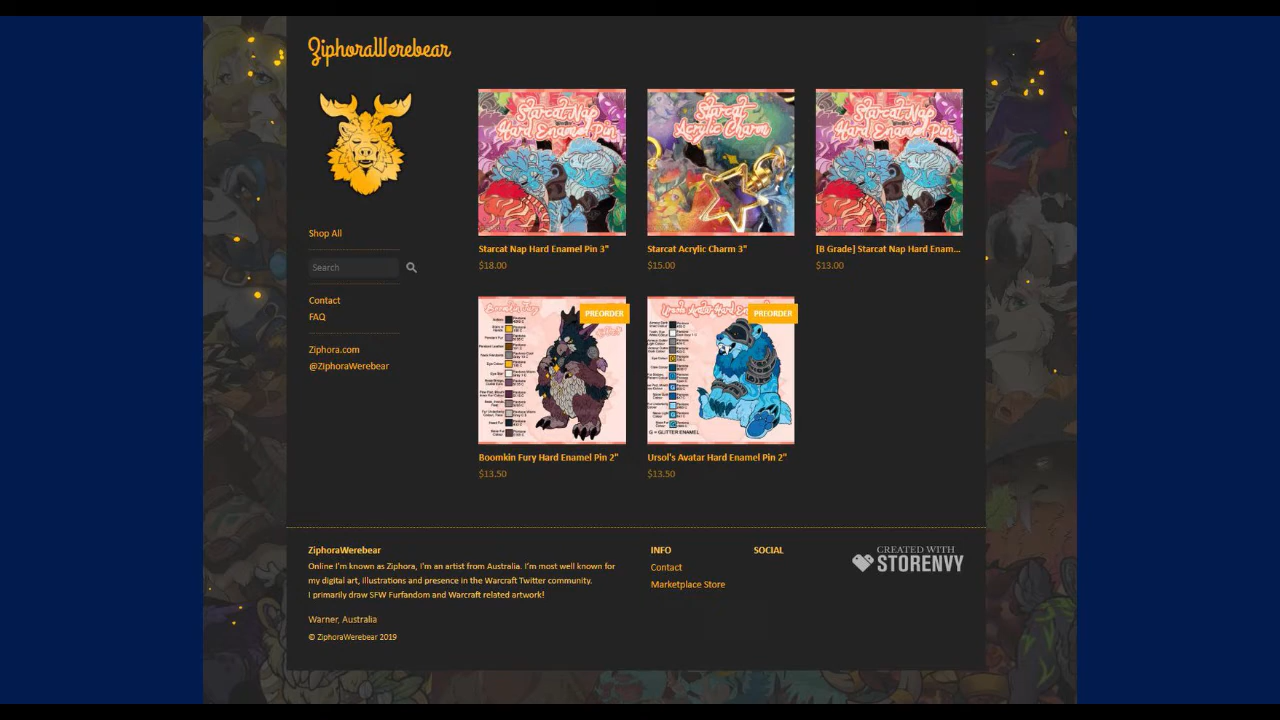 ZiphoraWerebear
Shop All
Search
Contact
FAQ
Ziphora.com
@ZiphoraWerebear
Starcat Nap
Hard Enamel Pin
Starcat Nap Hard Enamel Pin 3"
$18.00
Starcat
Acrylic Charm
Starcat Acrylic Charm 3"
$15.00
Starcat Nap
Hard Enamel Pin
[B Grade] Starcat Nap Hard Enam...
$13.00
Boomkin Fury
PREORDER
Boomkin Fury Hard Enamel Pin 2"
$13.50
PREORDER
G = GLITTER ENAMEL
Ursol's Avatar Hard Enamel Pin 2"
$13.50
ZiphoraWerebear
Online I'm known as Ziphora, I'm an artist from Australia. I'm most well known for
my digital art, illustrations and presence in the Warcraft Twitter community.
I primarily draw SFW Furfandom and Warcraft related artwork!
Warner, Australia
© ZiphoraWerebear 2019
INFO
Contact
Marketplace Store
SOCIAL
CREATED WITH
STORENVY